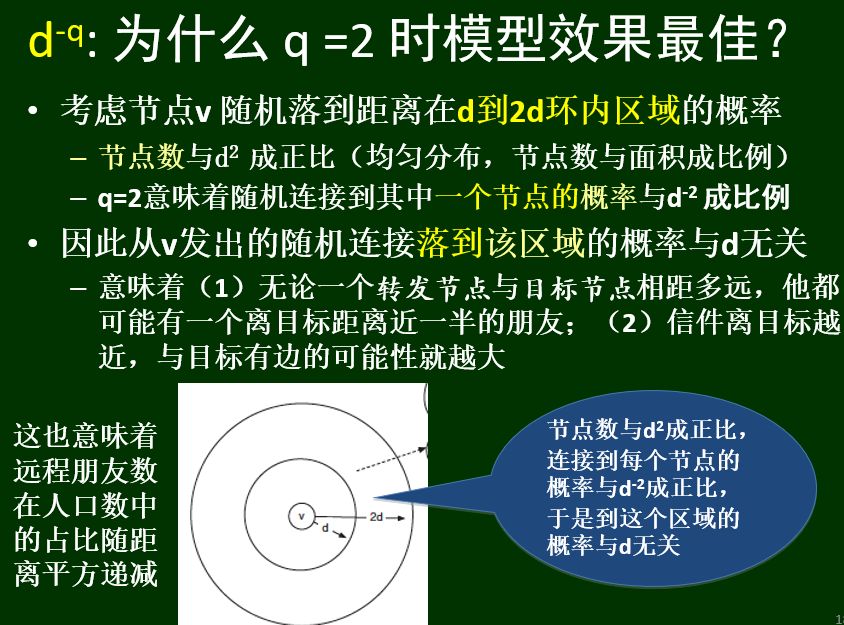 d-q: 为什么 q =2 时模型效果最佳?
• 考虑节点v 随机落到距离在d到2d环内区域的概率
– 节点数与d2 成正比（均匀分布，节点数与面积成比例）
– q=2意味着随机连接到其中一个节点的概率与d-2 成比例
• 因此从v发出的随机连接落到该区域的概率与d无关
– 意味着（1）无论一个转发节点与目标节点相距多远，他都
可能有一个离目标距离近一半的朋友；（2）信件离目标越
近，与目标有边的可能性就越大
这也意味着
远程朋友数
在人口数中
的占比随距
离平方递减
v
d
2d
节点数与d2成正比，
连接到每个节点的
概率与d-2成正比，
于是到这个区域的
概率与d无关